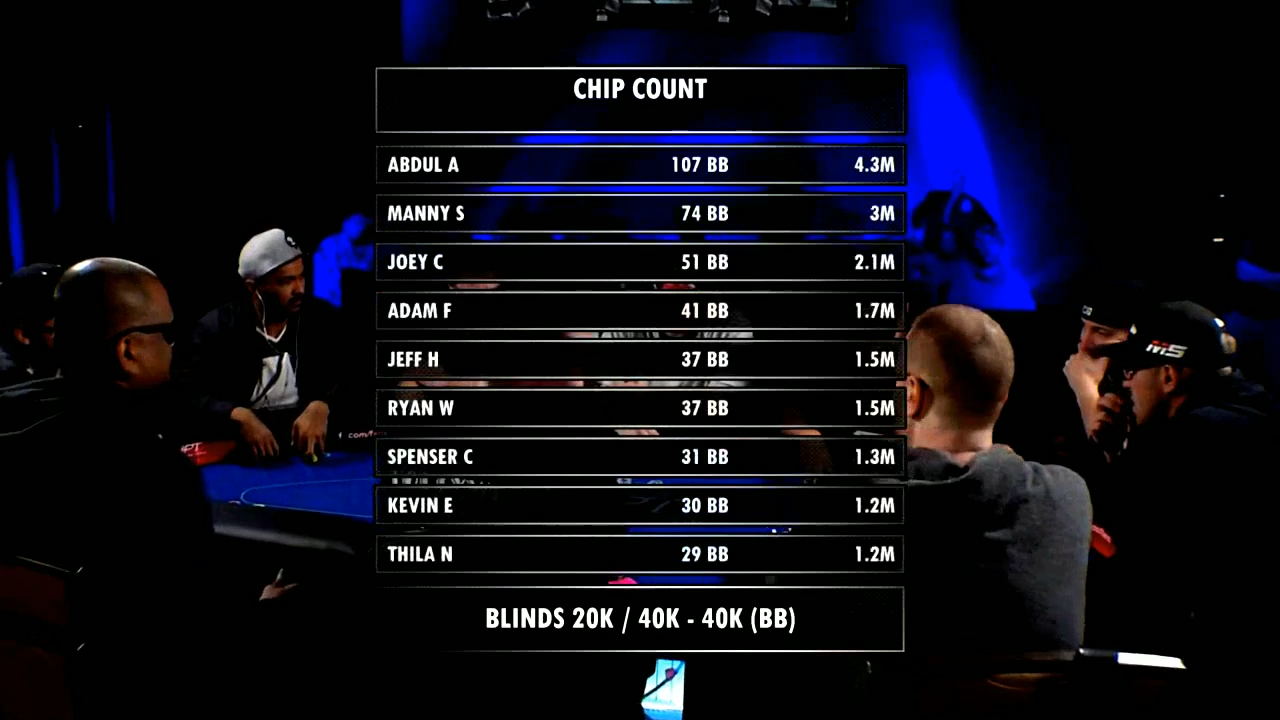 CHIP COUNT
ABDUL A 107 BB 4.3M
MANNY S 74 BB 3M
JOEY C 51 BB 2.1M
ADAM F 41 BB 1.7M
JEFF H 37 BB 1.5M
RYAN W 37 BB 1.5M
SPENSER C 31 BB 1.3M
KEVIN E 30 BB 1.2M
THILA N 29 BB 1.2M
BLINDS 20K / 40K - 40K (BB)
MS